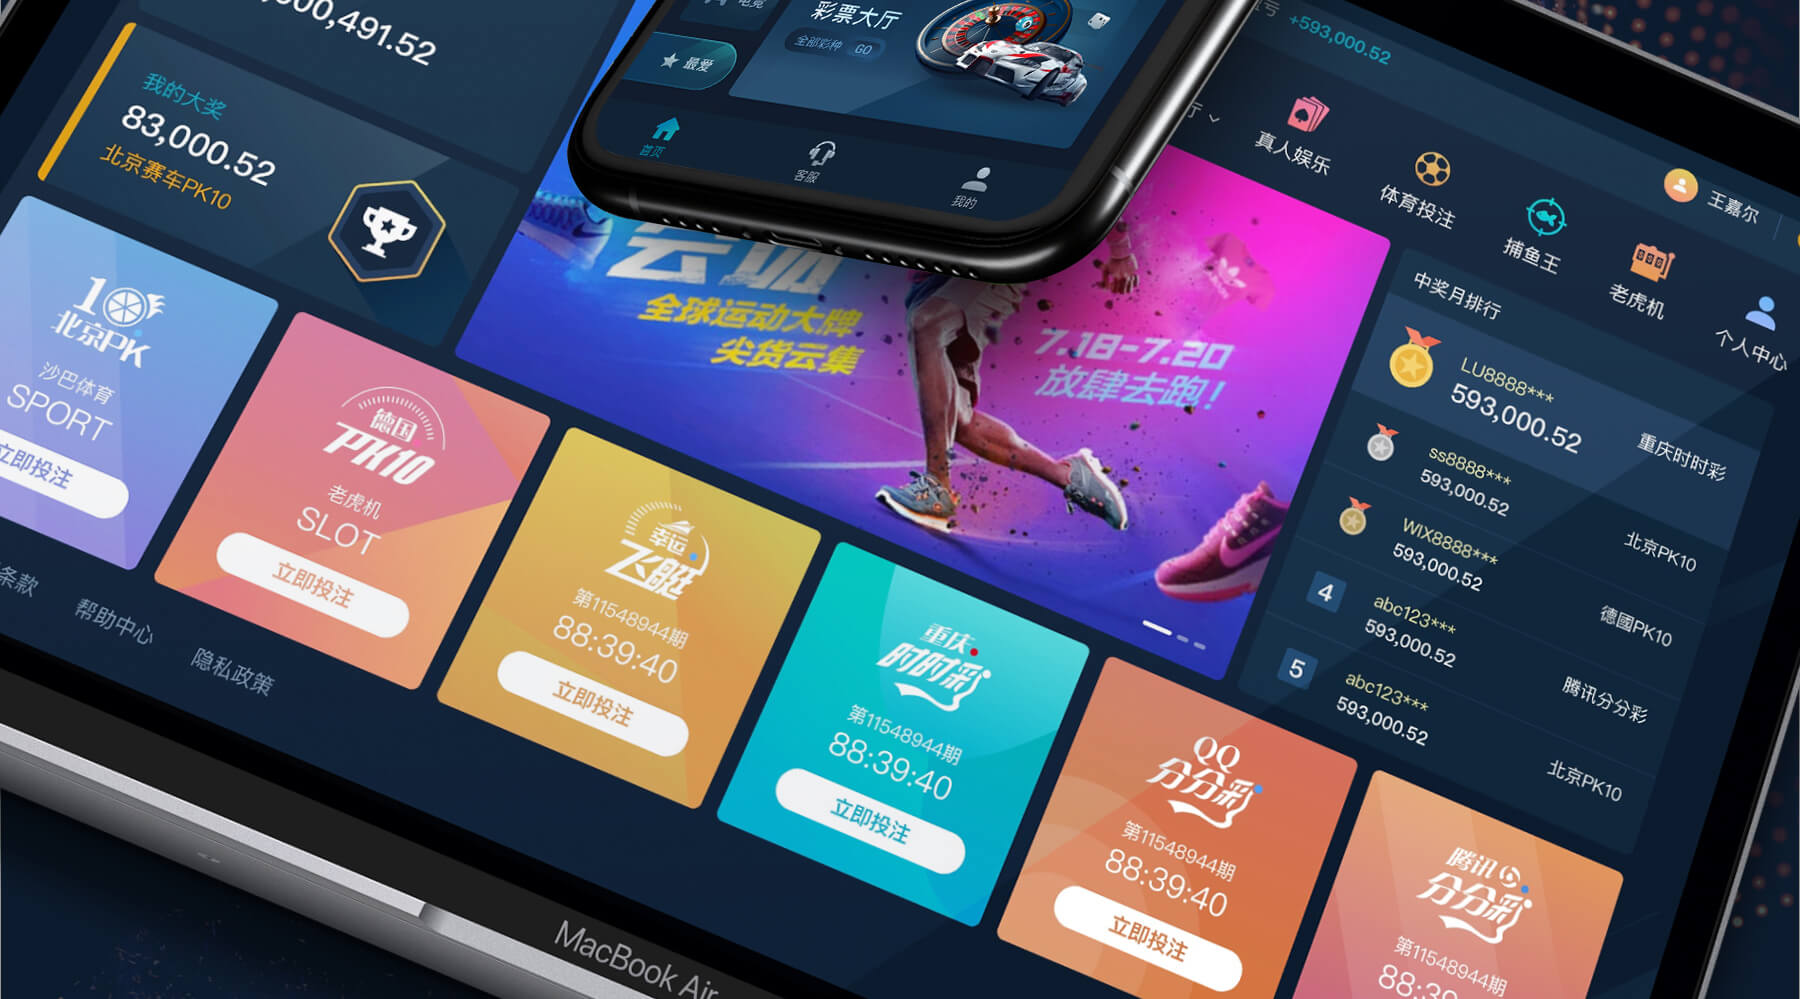 00,491.52
我的大奖
83,000.52
北京赛车PK10
彩票大厅
全部彩种 GO
最爱
首页
客服
我的
+593,000.52
厅
真人娱乐
体育投注
捕鱼王
老虎机
个人中心
王嘉尔
云场
全球运动大牌
尖货云集
7.18-7.20
放肆去跑!
中奖月排行
LU8888***
593,000.52
重庆时时彩
ss8888***
593,000.52
北京PK10
WIX8888***
593,000.52
德國PK10
4
abc123***
593,000.52
腾讯分分彩
5
abc123***
593,000.52
北京PK10
10
北京PK
沙巴体育
SPORT
立即投注
德国
PK10
老虎机
SLOT
立即投注
幸运
飞艇
第11548944期
88:39:40
立即投注
重庆
时时彩
第11548944期
88:39:40
立即投注
QQ
分分彩
第11548944期
88:39:40
立即投注
腾讯
分分彩
第11548944期
条款
帮助中心
隐私政策
MacBook Air